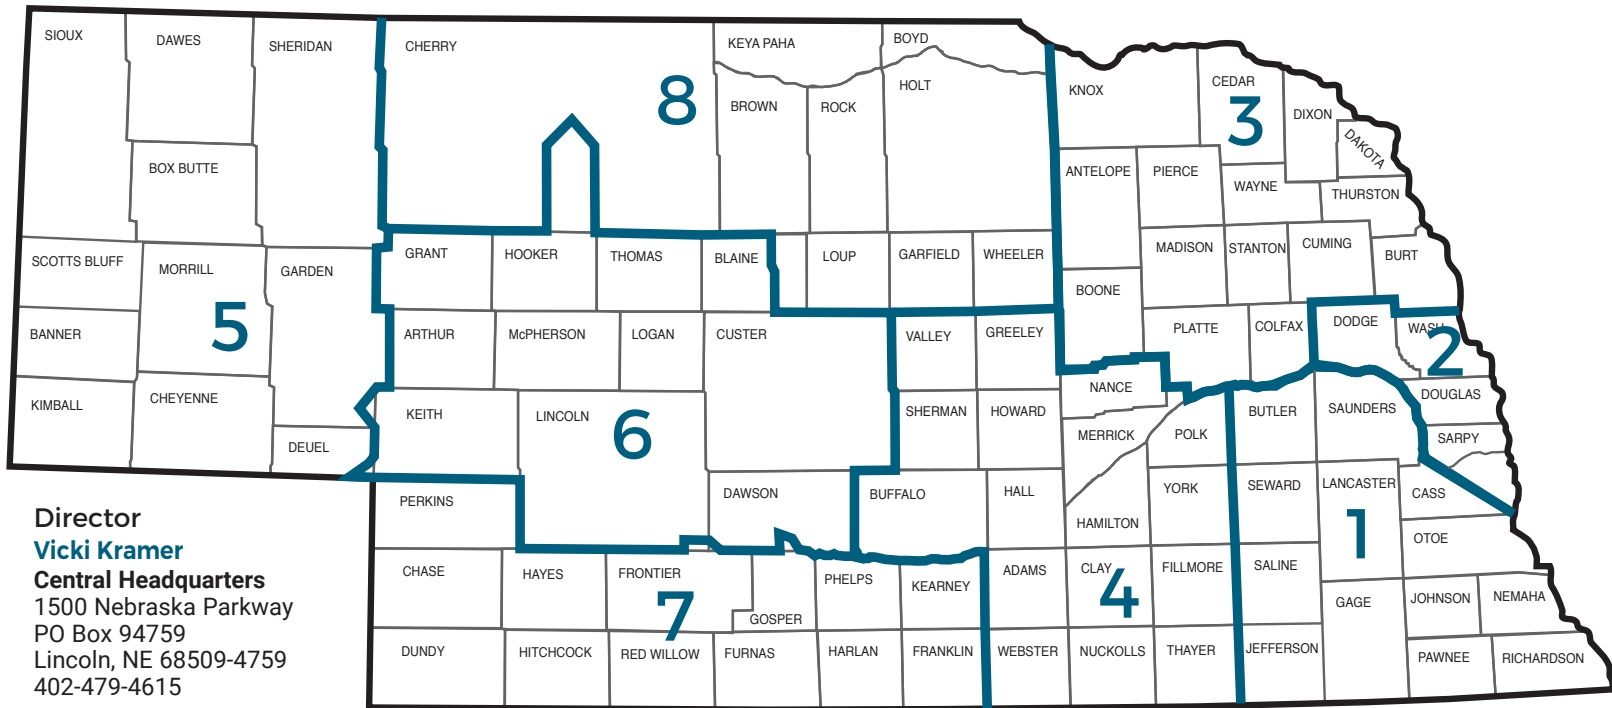 SIOUX
DAWES
SHERIDAN
CHERRY
KEYA PAHA
BOYD
HOLT
BROWN
ROCK
8
KNOX
CEDAR
3
DIXON
DAKOTA
BOX BUTTE
ANTELOPE
PIERCE
WAYNE
THURSTON
SCOTTS BLUFF
MORRILL
GARDEN
GRANT
HOOKER
THOMAS
BLAINE
LOUP
GARFIELD
WHEELER
MADISON
STANTON
CUMING
BURT
BOONE
5
BANNER
ARTHUR
McPHERSON
LOGAN
CUSTER
VALLEY
GREELEY
PLATTE
COLFAX
DODGE
WASH
2
KIMBALL
CHEYENNE
DEUEL
KEITH
LINCOLN
6
SHERMAN
HOWARD
NANCE
MERRICK
POLK
BUTLER
SAUNDERS
DOUGLAS
SARPY
PERKINS
DAWSON
BUFFALO
HALL
HAMILTON
YORK
SEWARD
LANCASTER
CASS
1
OTOE
CHASE
HAYES
FRONTIER
7
GOSPER
PHELPS
KEARNEY
ADAMS
CLAY
4
FILLMORE
SALINE
GAGE
JOHNSON
NEMAHA
DUNDY
HITCHCOCK
RED WILLOW
FURNAS
HARLAN
FRANKLIN
WEBSTER
NUCKOLLS
THAYER
JEFFERSON
PAWNEE
RICHARDSON
Director
Vicki Kramer
Central Headquarters
1500 Nebraska Parkway
PO Box 94759
Lincoln, NE 68509-4759
402-479-4615